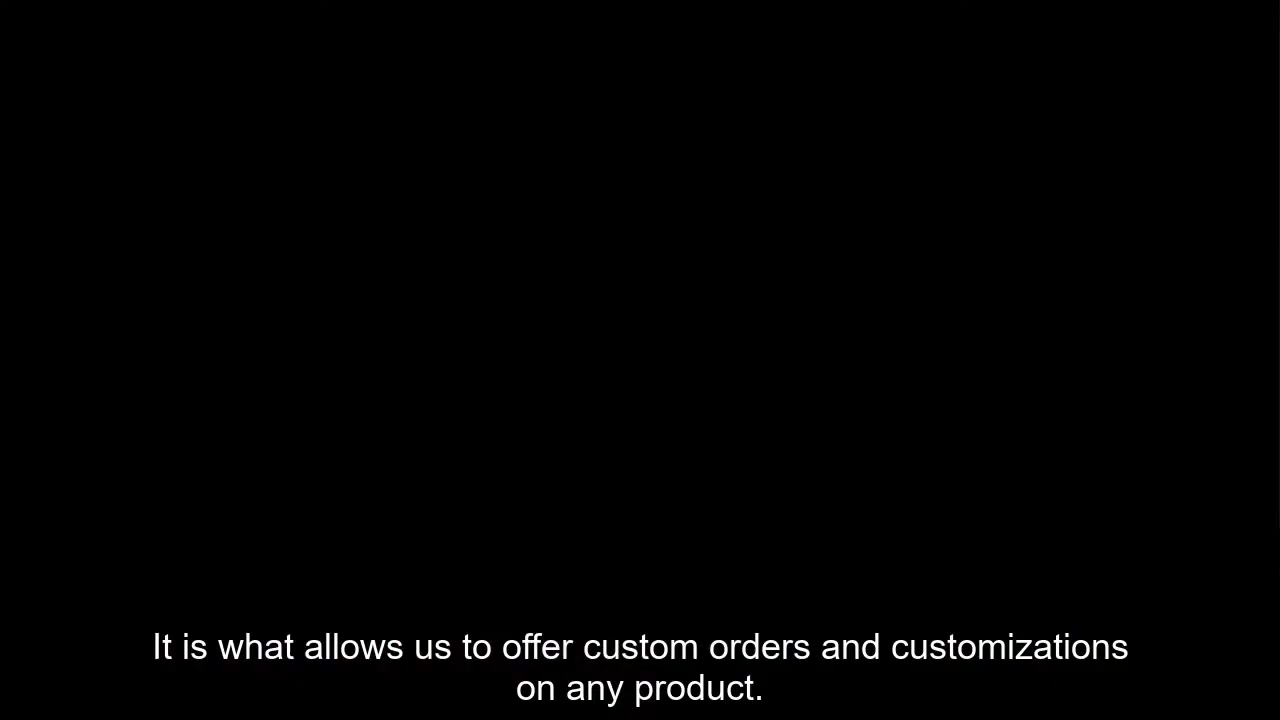 It is what allows us to offer custom orders and customizations
on any product.